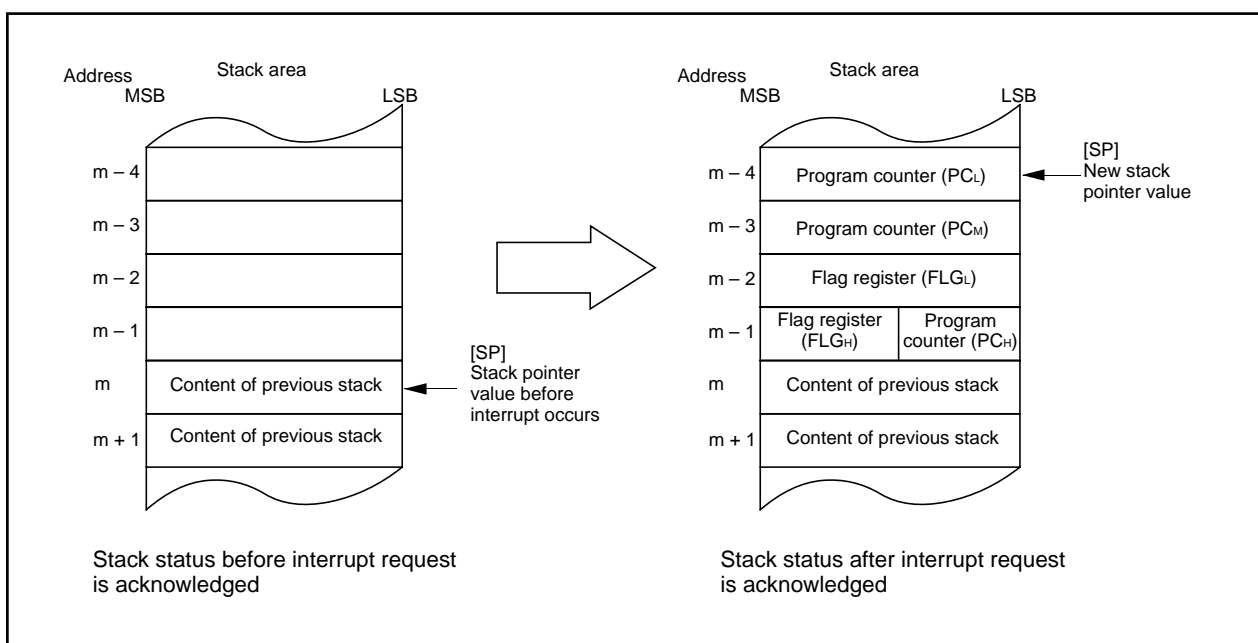 Address
Stack area
MSB
LSB
m – 4
m – 3
m – 2
m – 1
m
Content of previous stack
m + 1
Content of previous stack
[SP]
Stack pointer
value before
interrupt occurs
Stack status before interrupt request
is acknowledged
Address
Stack area
MSB
LSB
m – 4
Program counter (PCL)
m – 3
Program counter (PCM)
m – 2
Flag register (FLGL)
m – 1
Flag register
(FLGH)
Program
counter (PCH)
m
Content of previous stack
m + 1
Content of previous stack
[SP]
New stack
pointer value
Stack status after interrupt request
is acknowledged